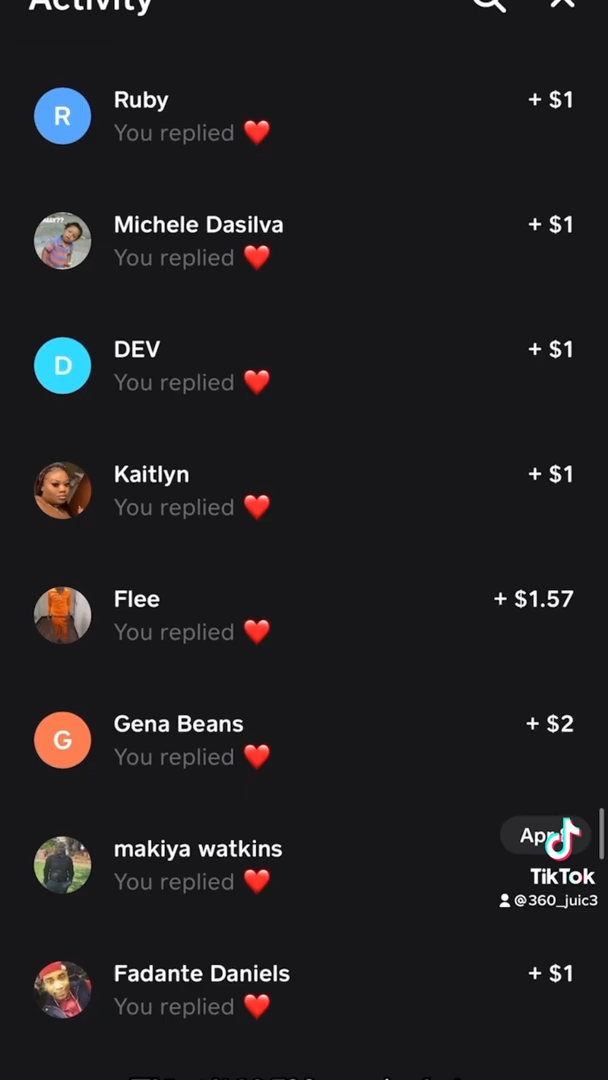 Activity
R
Ruby
+ $1
You replied ❤️
Michele Dasilva
+ $1
You replied ❤️
D
DEV
+ $1
You replied ❤️
Kaitlyn
+ $1
You replied ❤️
Flee
+ $1.57
You replied ❤️
G
Gena Beans
+ $2
You replied ❤️
makiya watkins
You replied ❤️
Apr
TikTok
@360_juic3
Fadante Daniels
+ $1
You replied ❤️